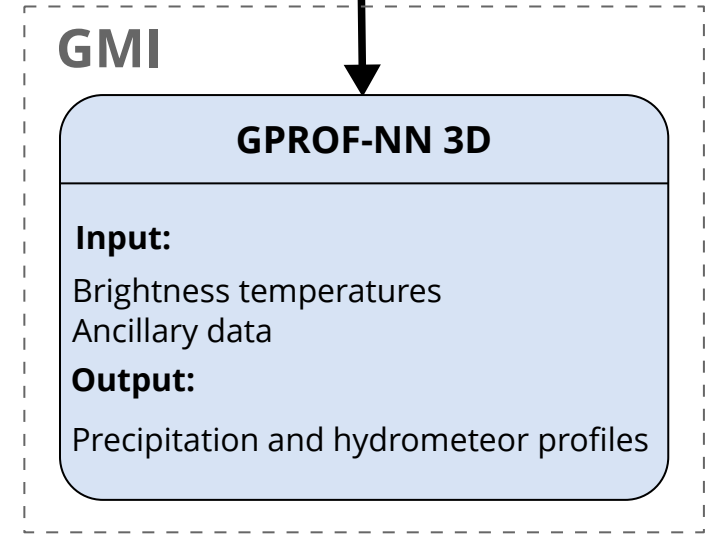 GMI
GPROF-NN 3D
Input:
Brightness temperatures
Ancillary data
Output:
Precipitation and hydrometeor profiles